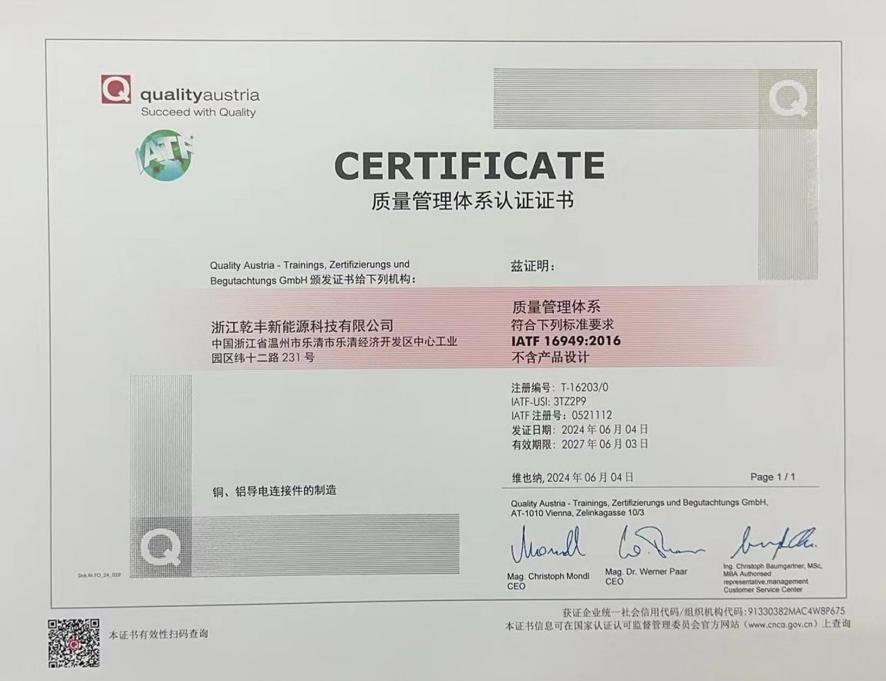 Q qualityaustria
Succeed with Quality
IATF
Q
CERTIFICATE
质量管理体系认证证书
Quality Austria - Trainings, Zertifizierungs und
Begutachtungs GmbH 颁发证书给下列机构：
浙江乾丰新能源科技有限公司
中国浙江省温州市乐清市乐清经济开发区中心工业
园区纬十二路 231 号
铜、铝导电连接件的制造
兹证明：
质量管理体系
符合下列标准要求
IATF 16949:2016
不含产品设计
注册编号：T-16203/0
IATF-USI: 3TZ2P9
IATF 注册号：0521112
发证日期：2024 年 06 月 04 日
有效期限：2027 年 06 月 03 日
维也纳, 2024 年 06 月 04 日 Page 1 / 1
Quality Austria - Trainings, Zertifizierungs und Begutachtungs GmbH,
AT-1010 Vienna, Zelinkagasse 10/3
Mag. Christoph Mondl
CEO
Mag. Dr. Werner Paar
CEO
Ing. Christoph Baumgartner, MSc,
MBA Authorised
representative,management
Customer Service Center
Q
获证企业统一社会信用代码/组织机构代码：91330382MAC4W8P675
本证书信息可在国家认证认可监督管理委员会官方网站（www.cnca.gov.cn）上查询
本证书有效性扫码查询